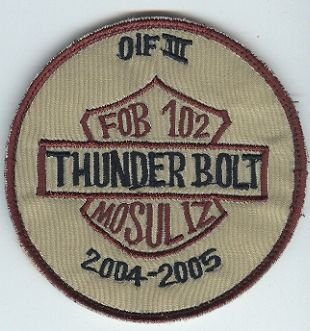 OIF III
FOB 102
THUNDER BOLT
MOSUL IZ
2004-2005